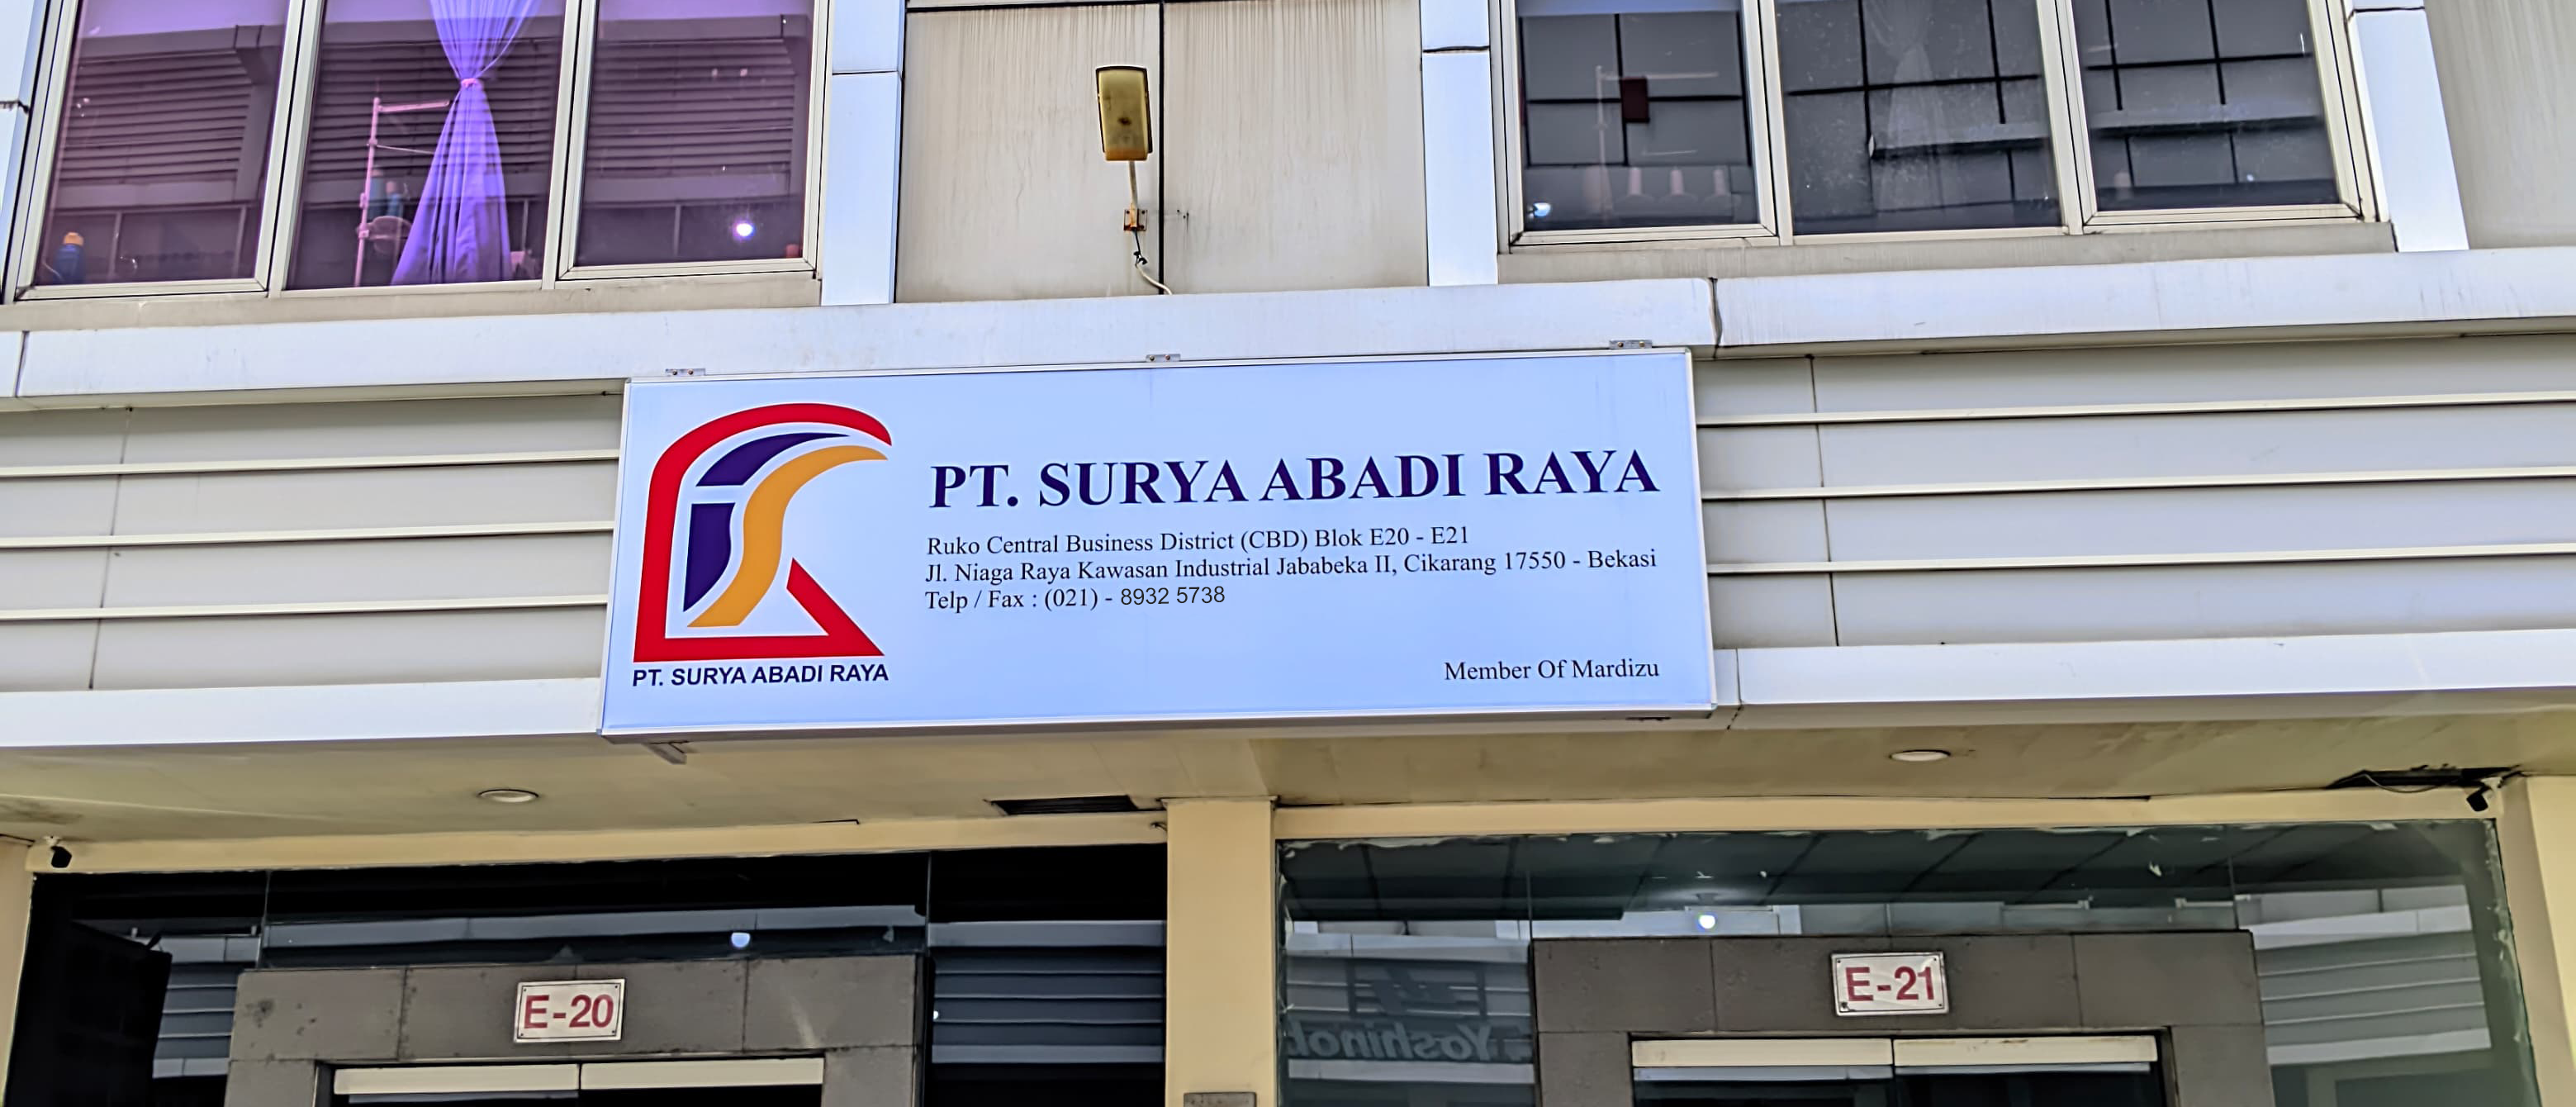 PT. SURYA ABADI RAYA
Ruko Central Business District (CBD) Blok E20 - E21
Jl. Niaga Raya Kawasan Industrial Jababeka II, Cikarang 17550 - Bekasi
Telp / Fax : (021) - 8932 5738
PT. SURYA ABADI RAYA
Member Of Mardizu
E-20
E-21